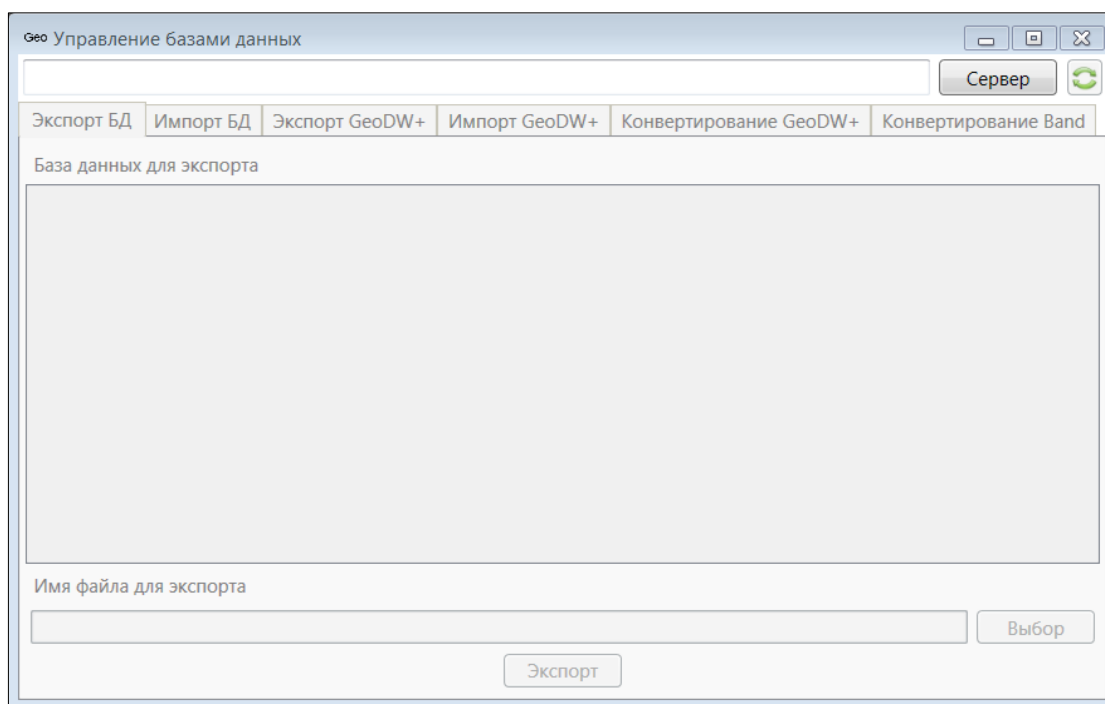 Geo Управление базами данных
Сервер
Экспорт БД Импорт БД Экспорт GeoDW+ Импорт GeoDW+ Конвертирование GeoDW+ Конвертирование Band
База данных для экспорта
Имя файла для экспорта
Выбор
Экспорт